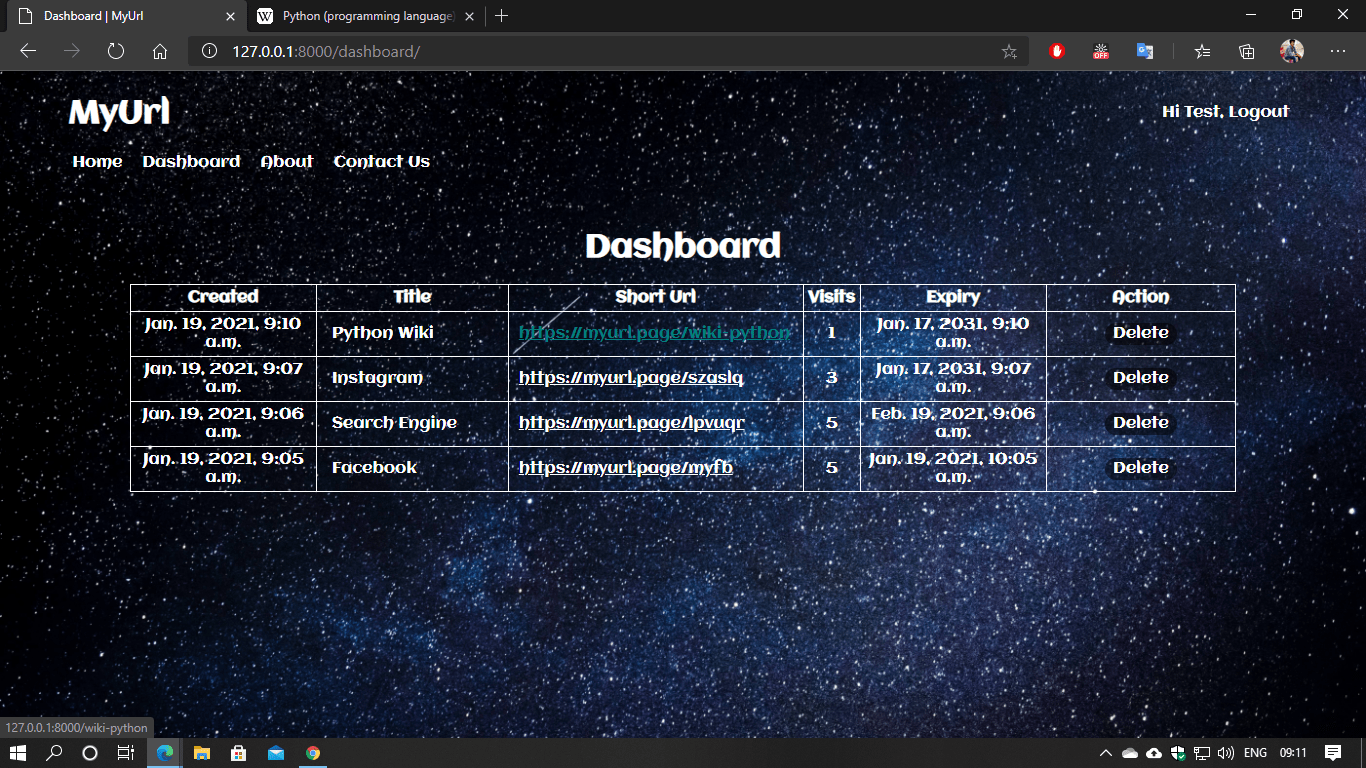 Dashboard | MyUrl
Python (programming language)
127.0.0.1:8000/dashboard/
OFF
MyUrl
Hi Test, Logout
Home Dashboard About Contact Us
Dashboard
Created Title Short Url Visits Expiry Action
Jan. 19, 2021, 9:10 a.m. Python Wiki https://myurl.page/wiki-python 1 Jan. 17, 2031, 9:10 a.m. Delete
Jan. 19, 2021, 9:07 a.m. Instagram https://myurl.page/szaslq 3 Jan. 17, 2031, 9:07 a.m. Delete
Jan. 19, 2021, 9:06 a.m. Search Engine https://myurl.page/lpvuqr 5 Feb. 19, 2021, 9:06 a.m. Delete
Jan. 19, 2021, 9:05 a.m. Facebook https://myurl.page/myfb 5 Jan. 19, 2021, 10:05 a.m. Delete
127.0.0.1:8000/wiki-python
ENG 09:11